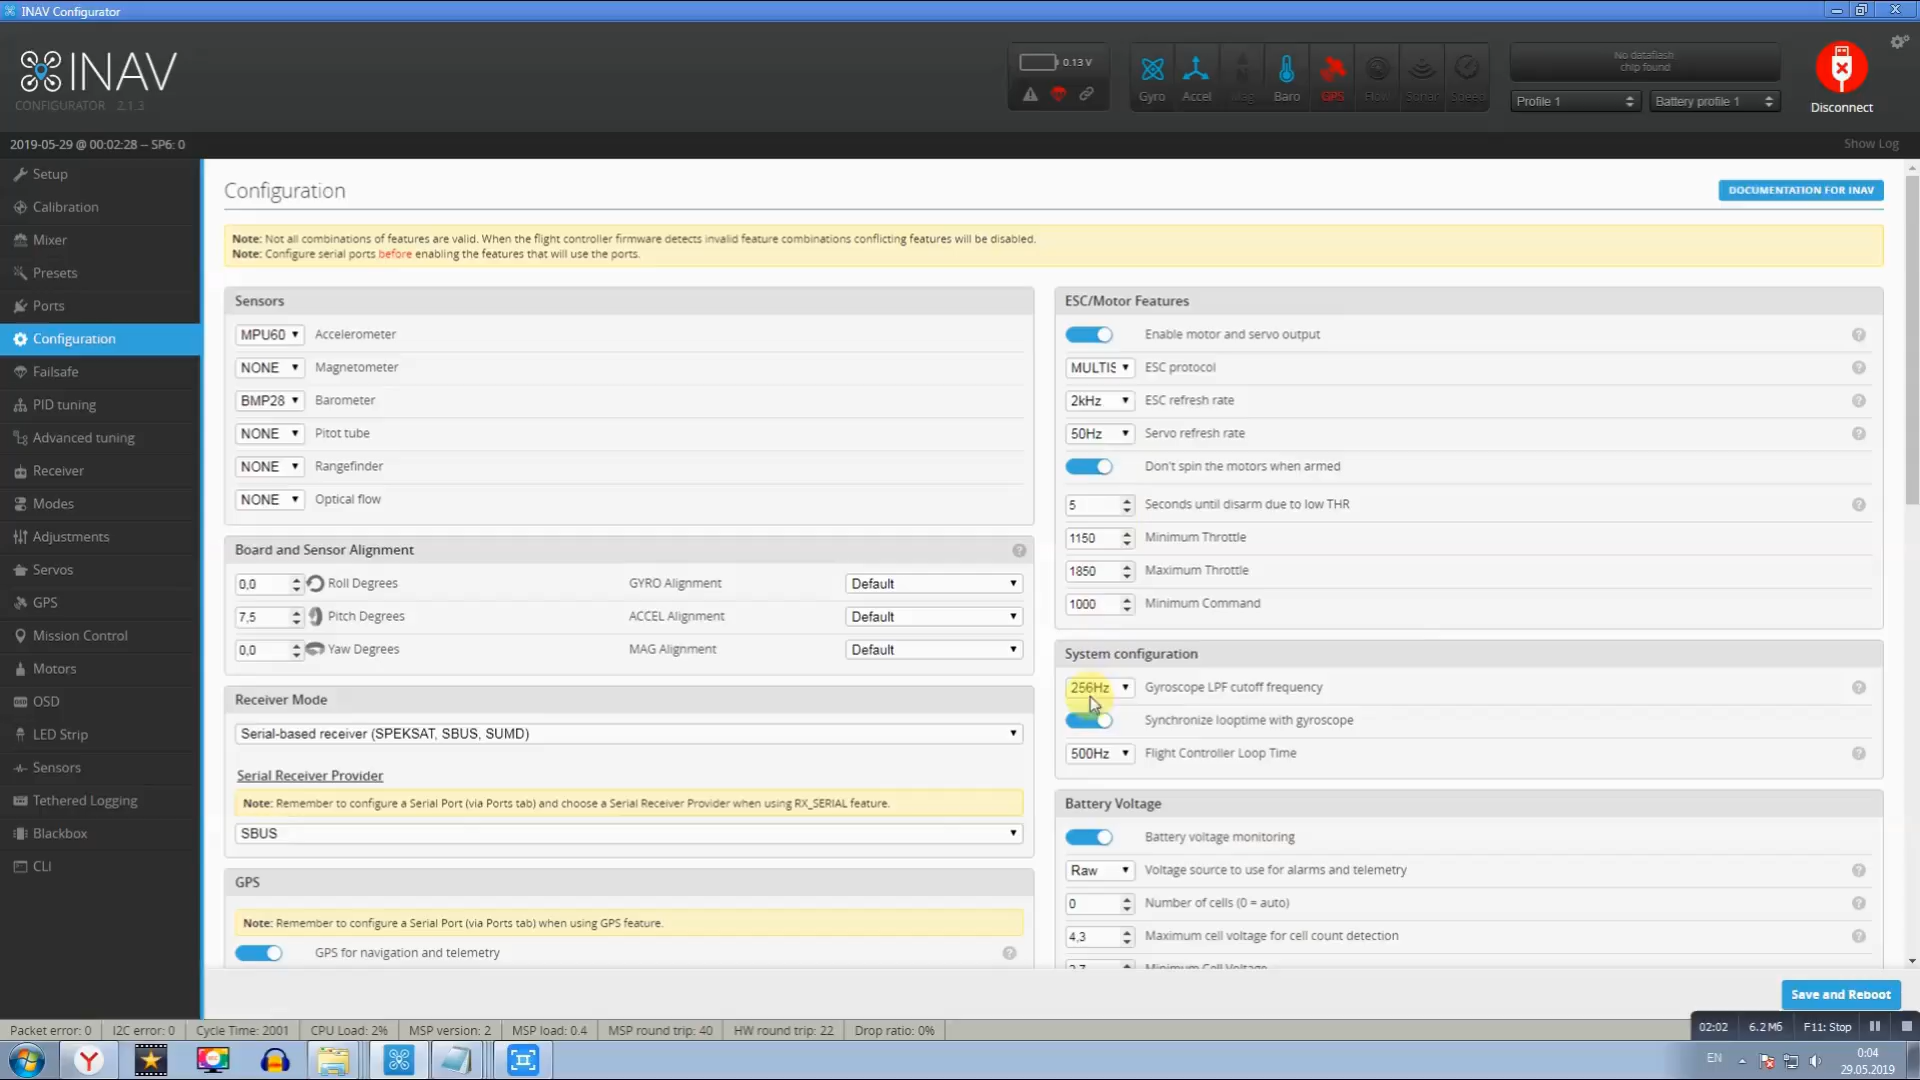 INAV Configurator
INAV
CONFIGURATOR 2.1.3
0.13 V
Gyro
Accel
Mag
Baro
GPS
Flow
Sonar
Speed
No dataflash
chip found
Profile 1
Battery profile 1
Disconnect
2019-05-29 @ 00:02:28 -- SP6: 0
Show Log
Setup
Calibration
Mixer
Presets
Ports
Configuration
Failsafe
PID tuning
Advanced tuning
Receiver
Modes
Adjustments
Servos
GPS
Mission Control
Motors
OSD
LED Strip
Sensors
Tethered Logging
Blackbox
CLI
Configuration
DOCUMENTATION FOR INAV
Note: Not all combinations of features are valid. When the flight controller firmware detects invalid feature combinations conflicting features will be disabled.
Note: Configure serial ports before enabling the features that will use the ports.
Sensors
MPU60 Accelerometer
NONE Magnetometer
BMP28 Barometer
NONE Pitot tube
NONE Rangefinder
NONE Optical flow
Board and Sensor Alignment
0,0 Roll Degrees GYRO Alignment Default
7,5 Pitch Degrees ACCEL Alignment Default
0,0 Yaw Degrees MAG Alignment Default
Receiver Mode
Serial-based receiver (SPEKSAT, SBUS, SUMD)
Serial Receiver Provider
Note: Remember to configure a Serial Port (via Ports tab) and choose a Serial Receiver Provider when using RX_SERIAL feature.
SBUS
GPS
Note: Remember to configure a Serial Port (via Ports tab) when using GPS feature.
GPS for navigation and telemetry
ESC/Motor Features
Enable motor and servo output
MULTIS ESC protocol
2kHz ESC refresh rate
50Hz Servo refresh rate
Don't spin the motors when armed
5 Seconds until disarm due to low THR
1150 Minimum Throttle
1850 Maximum Throttle
1000 Minimum Command
System configuration
256Hz Gyroscope LPF cutoff frequency
Synchronize looptime with gyroscope
500Hz Flight Controller Loop Time
Battery Voltage
Battery voltage monitoring
Raw Voltage source to use for alarms and telemetry
0 Number of cells (0 = auto)
4,3 Maximum cell voltage for cell count detection
Minimum Cell Voltage
Save and Reboot
Packet error: 0 I2C error: 0 Cycle Time: 2001 CPU Load: 2% MSP version: 2 MSP load: 0.4 MSP round trip: 40 HW round trip: 22 Drop ratio: 0%
02:02 6.2 Мб F11: Stop
EN
0:04
29.05.2019